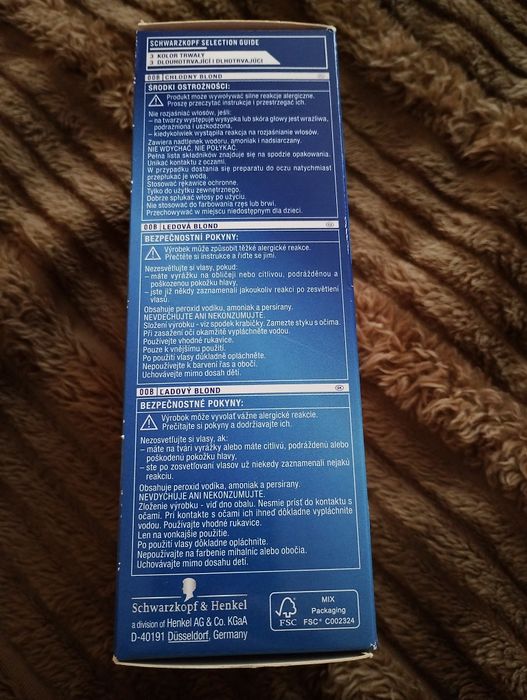 SCHWARZKOPF SELECTION GUIDE
3 KOLOR TRWAŁY
3 DLOUHOTRVAJÍCÍ I DLHOTRVAJÚCI
00B CHŁODNY BLOND
ŚRODKI OSTROŻNOŚCI:
Produkt może wywoływać silne reakcje alergiczne.
Proszę przeczytać instrukcje i przestrzegać ich.
Nie rozjaśniać włosów, jeśli:
– na twarzy występuje wysypka lub skóra głowy jest wrażliwa,
podrażniona i uszkodzona,
– kiedykolwiek wystąpiła reakcja na rozjaśnianie włosów.
Zawiera nadtlenek wodoru, amoniak i nadsiarczany.
NIE WDYCHAĆ. NIE POŁYKAĆ.
Pełna lista składników znajduje się na spodzie opakowania.
Unikać kontaktu z oczami.
W przypadku dostania się preparatu do oczu natychmiast
przepłukać je wodą.
Stosować rękawice ochronne.
Tylko do użytku zewnętrznego.
Dobrze spłukać włosy po użyciu.
Nie stosować do farbowania rzęs lub brwi.
Przechowywać w miejscu niedostępnym dla dzieci.
00B LEDOVÁ BLOND CZ
BEZPEČNOSTNÍ POKYNY:
Výrobek může způsobit těžké alergické reakce.
Přečtěte si instrukce a řiďte se jimi.
Nezesvětlujte si vlasy, pokud:
– máte vyrážku na obličeji nebo citlivou, podrážděnou a
poškozenou pokožku hlavy,
– jste již někdy zaznamenali jakoukoliv reakci po zesvětlení
vlasů.
Obsahuje peroxid vodíku, amoniak a persírany.
NEVDECHUJTE ANI NEKONZUMUJTE.
Složení výrobku - viz spodek krabičky. Zamezte styku s očima.
Při zasažení očí okamžitě vypláchněte vodou.
Používejte vhodné rukavice.
Pouze k vnějšímu použití.
Po použití vlasy důkladně opláchněte.
Nepoužívejte k barvení řas a obočí.
Uchovávejte mimo dosah dětí.
00B ĽADOVÝ BLOND SK
BEZPEČNOSTNÉ POKYNY:
Výrobok môže vyvolať vážne alergické reakcie.
Prečítajte si pokyny a dodržiavajte ich.
Nezosvetľujte si vlasy, ak:
– máte na tvári vyrážky alebo máte citlivú, podráždenú alebo
poškodenú pokožku hlavy,
– ste po zosvetľovaní vlasov už niekedy zaznamenali nejakú
reakciu.
Obsahuje peroxid vodíka, amoniak a persírany.
NEVDYCHUJTE ANI NEKONZUMUJTE.
Zloženie výrobku - viď dno obalu. Nesmie prísť do kontaktu s
očami. Pri kontakte s očami ich ihneď dôkladne vypláchnite
vodou. Používajte vhodné rukavice.
Len na vonkajšie použitie.
Po použití vlasy dôkladne opláchnite.
Nepoužívajte na farbenie mihalníc alebo obočia.
Uchovávajte mimo dosahu detí.
Schwarzkopf & Henkel
a division of Henkel AG & Co. KGaA
D-40191 Düsseldorf, Germany
FSC
MIX
Packaging
FSC® C002324